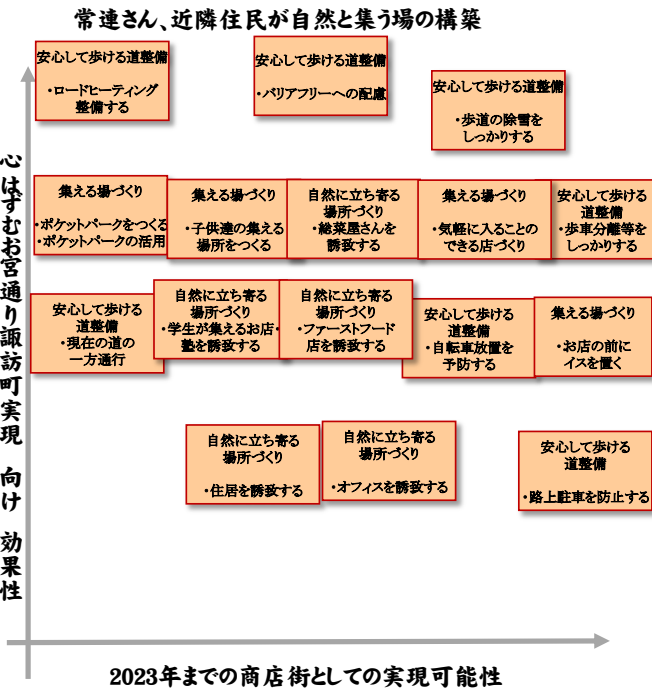 常連さん、近隣住民が自然と集う場の構築
安心して歩ける道整備
・ロードヒーティング
整備する
安心して歩ける道整備
・バリアフリーへの配慮
安心して歩ける道整備
・歩道の除雪を
しっかりする
集える場づくり
・ポケットパークをつくる
・ポケットパークの活用
集える場づくり
・子供達の集える
場所をつくる
自然に立ち寄る
場所づくり
・総菜屋さんを
誘致する
集える場づくり
・気軽に入ることの
できる店づくり
安心して歩ける
道整備
・歩車分離等を
しっかりする
安心して歩ける
道整備
・現在の道の
一方通行
自然に立ち寄る
場所づくり
・学生が集えるお店・
塾を誘致する
自然に立ち寄る
場所づくり
・ファーストフード
店を誘致する
安心して歩ける
道整備
・自転車放置を
予防する
集える場づくり
・お店の前に
イスを置く
自然に立ち寄る
場所づくり
・住居を誘致する
自然に立ち寄る
場所づくり
・オフィスを誘致する
安心して歩ける
道整備
・路上駐車を防止する
心はずむお宮通り諏訪町実現 向け 効果性
2023年までの商店街としての実現可能性